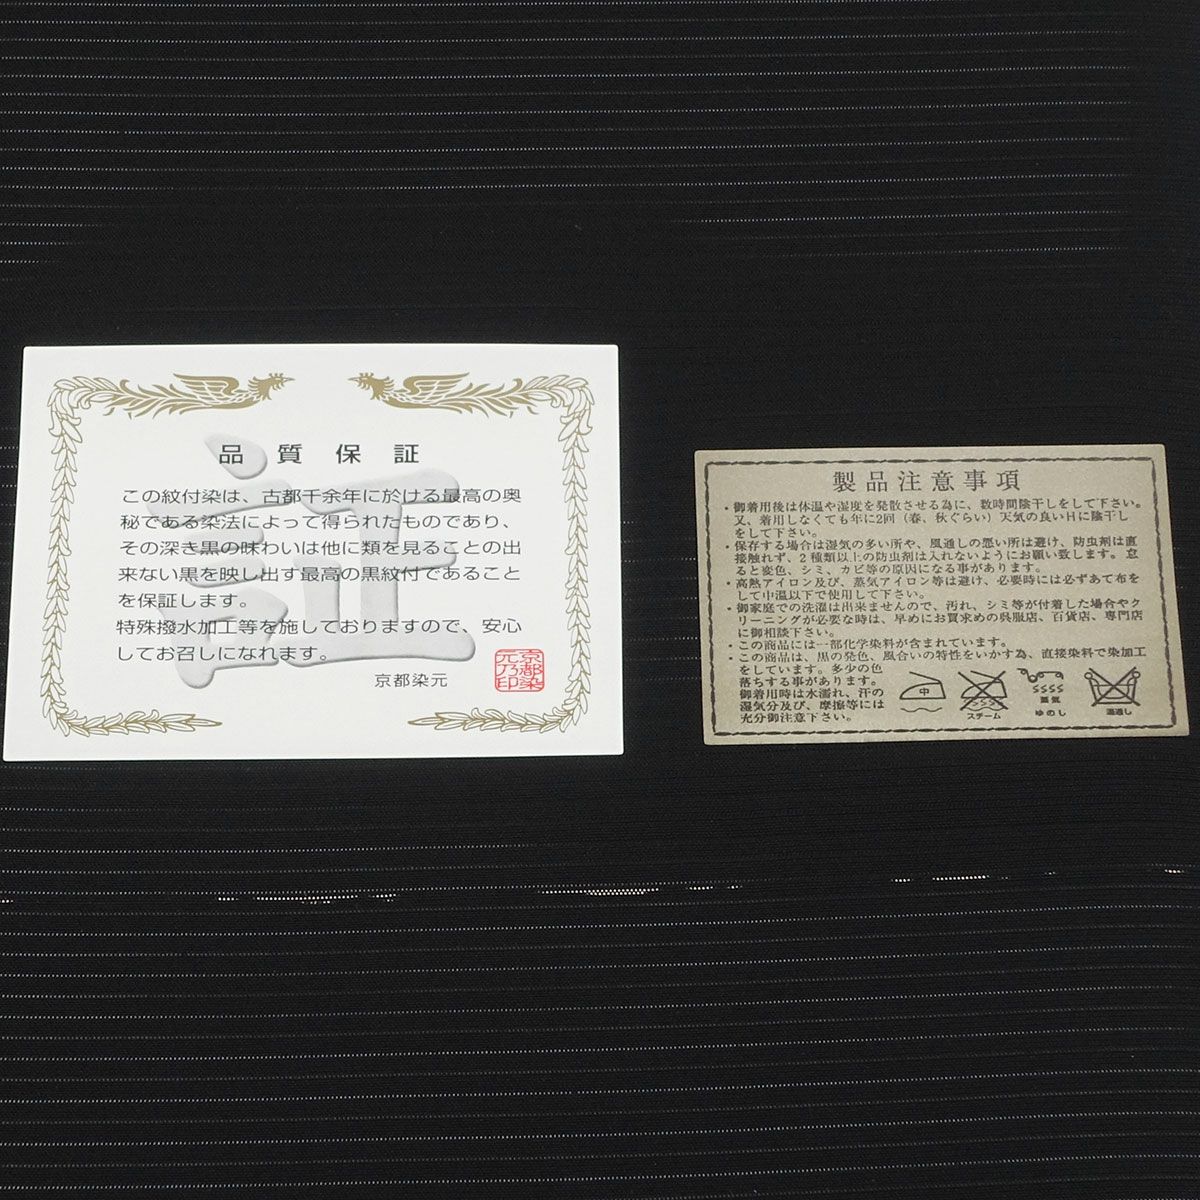 品質保証
この紋付染は、古都千余年に於ける最高の奥
秘である染法によって得られたものであり、
その深き黒の味わいは他に類を見ることの出
来ない黒を映し出す最高の黒紋付であること
を保証します。
特殊撥水加工等を施しておりますので、安心
してお召しになれます。
京都染元
京都染
元乃印
証
製品注意事項
・御着用後は体温や湿度を発散させる為に、数時間陰干しをして下さい。
又、着用しなくても年に2回（春、秋ぐらい）天気の良い日に陰干し
をして下さい。
・保存する場合は湿気の多い所や、風通しの悪い所は避け、防虫剤は直
接触れず、2種類以上の防虫剤は入れないようにお願い致します。怠
ると変色、シミ、カビ等の原因になる事があります。
・高熱アイロン及び、蒸気アイロン等は避け、必要時には必ずあて布を
して中温以下で使用して下さい。
・御家庭での洗濯は出来ませんので、汚れ、シミ等が付着した場合やク
リーニングが必要な時は、早めにお買求めの呉服店、百貨店、専門店
に御相談下さい。
・この商品には一部化学染料が含まれています。
・この商品は、黒の発色、風合いの特性をいかす為、直接染料で染加工
をしています。多少の色
落ちする事があります。
御着用時は水濡れ、汗の
湿気分及び、摩擦等には
充分御注意下さい。
中
スチーム
蒸気
ゆのし
湯通し